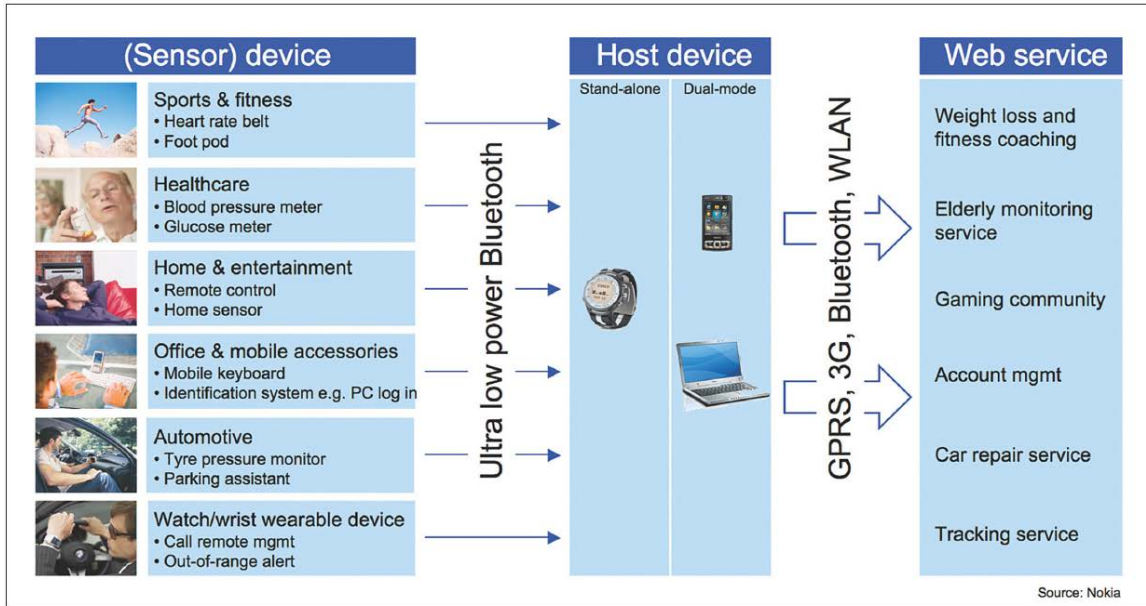 (Sensor) device
Sports & fitness
• Heart rate belt
• Foot pod
Healthcare
• Blood pressure meter
• Glucose meter
Home & entertainment
• Remote control
• Home sensor
Office & mobile accessories
• Mobile keyboard
• Identification system e.g. PC log in
Automotive
• Tyre pressure monitor
• Parking assistant
Watch/wrist wearable device
• Call remote mgmt
• Out-of-range alert
Ultra low power Bluetooth
Host device
Stand-alone
Dual-mode
GPRS, 3G, Bluetooth, WLAN
Web service
Weight loss and
fitness coaching
Elderly monitoring
service
Gaming community
Account mgmt
Car repair service
Tracking service
Source: Nokia